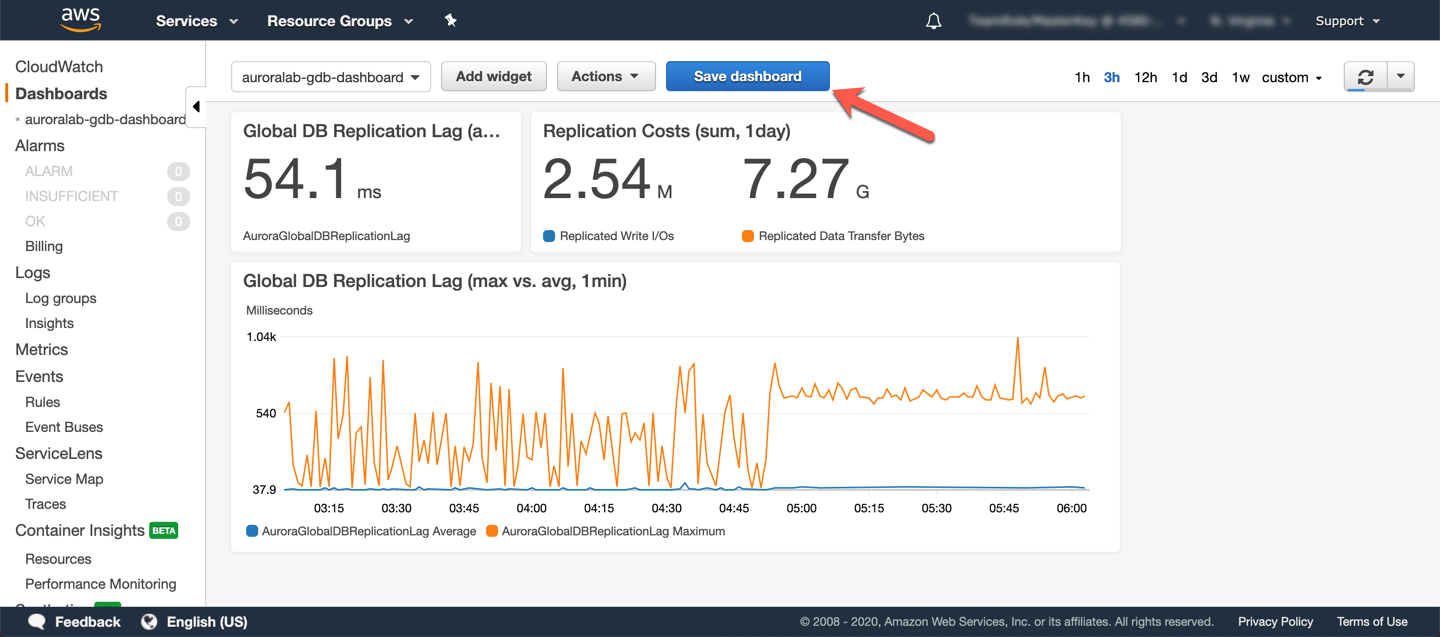 aws
Services
Resource Groups
Support
CloudWatch
Dashboards
auroralab-gdb-dashboard
Alarms
ALARM 0
INSUFFICIENT 0
OK 0
Billing
Logs
Log groups
Insights
Metrics
Events
Rules
Event Buses
ServiceLens
Service Map
Traces
Container Insights BETA
Resources
Performance Monitoring
auroralab-gdb-dashboard
Add widget
Actions
Save dashboard
1h 3h 12h 1d 3d 1w custom
Global DB Replication Lag (a...
54.1 ms
AuroraGlobalDBReplicationLag
Replication Costs (sum, 1day)
2.54 M 7.27 G
Replicated Write I/Os Replicated Data Transfer Bytes
Global DB Replication Lag (max vs. avg, 1min)
Milliseconds
1.04k
540
37.9
03:15 03:30 03:45 04:00 04:15 04:30 04:45 05:00 05:15 05:30 05:45 06:00
AuroraGlobalDBReplicationLag Average AuroraGlobalDBReplicationLag Maximum
Feedback English (US) © 2008 - 2020, Amazon Web Services, Inc. or its affiliates. All rights reserved. Privacy Policy Terms of Use